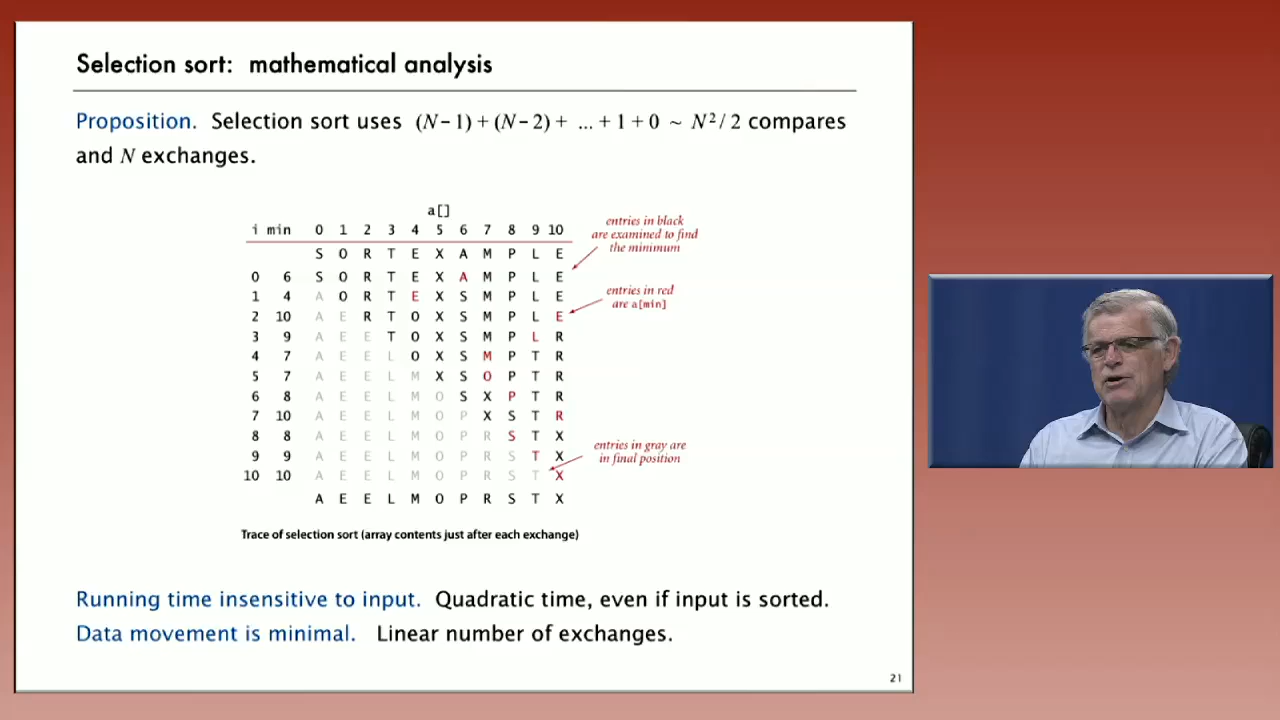 Selection sort: mathematical analysis
Proposition. Selection sort uses (N – 1) + (N – 2) + ... + 1 + 0 ~ N² / 2 compares
and N exchanges.
a[]
i min 0 1 2 3 4 5 6 7 8 9 10
S O R T E X A M P L E
0 6 S O R T E X A M P L E
1 4 A O R T E X S M P L E
2 10 A E R T O X S M P L E
3 9 A E E T O X S M P L R
4 7 A E E L O X S M P T R
5 7 A E E L M X S O P T R
6 8 A E E L M O S X P T R
7 10 A E E L M O P X S T R
8 8 A E E L M O P R S T X
9 9 A E E L M O P R S T X
10 10 A E E L M O P R S T X
A E E L M O P R S T X
entries in black
are examined to find
the minimum
entries in red
are a[min]
entries in gray are
in final position
Trace of selection sort (array contents just after each exchange)
Running time insensitive to input. Quadratic time, even if input is sorted.
Data movement is minimal. Linear number of exchanges.
21